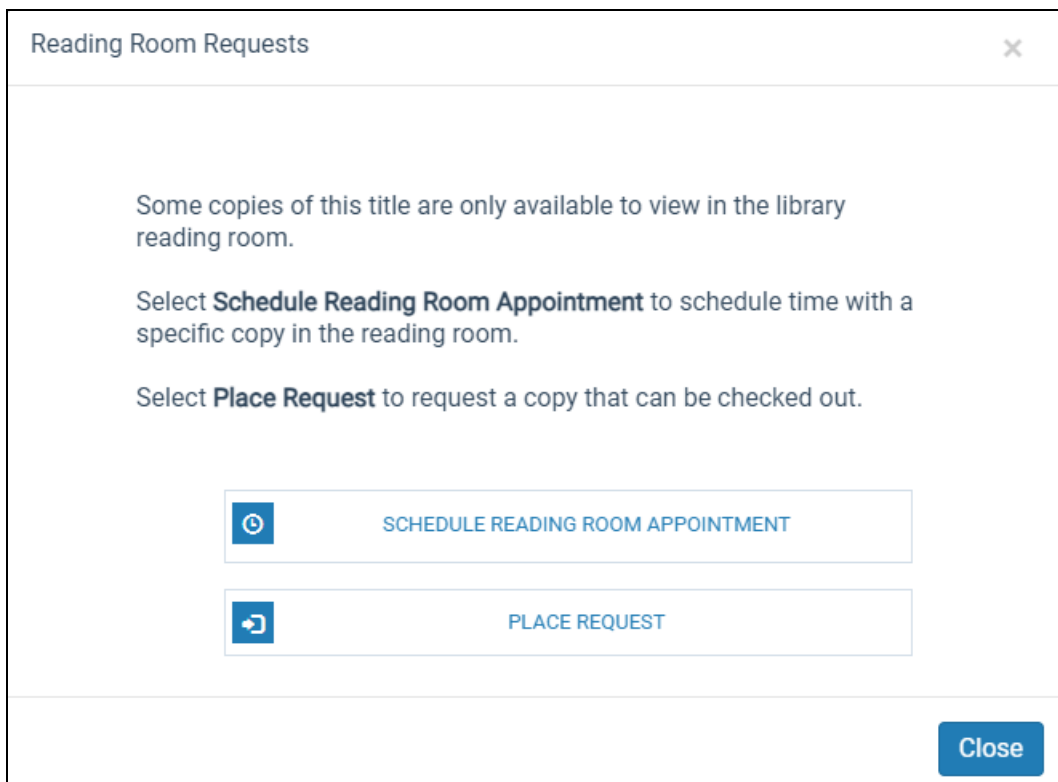 Reading Room Requests
×
Some copies of this title are only available to view in the library
reading room.
Select Schedule Reading Room Appointment to schedule time with a
specific copy in the reading room.
Select Place Request to request a copy that can be checked out.
SCHEDULE READING ROOM APPOINTMENT
PLACE REQUEST
Close